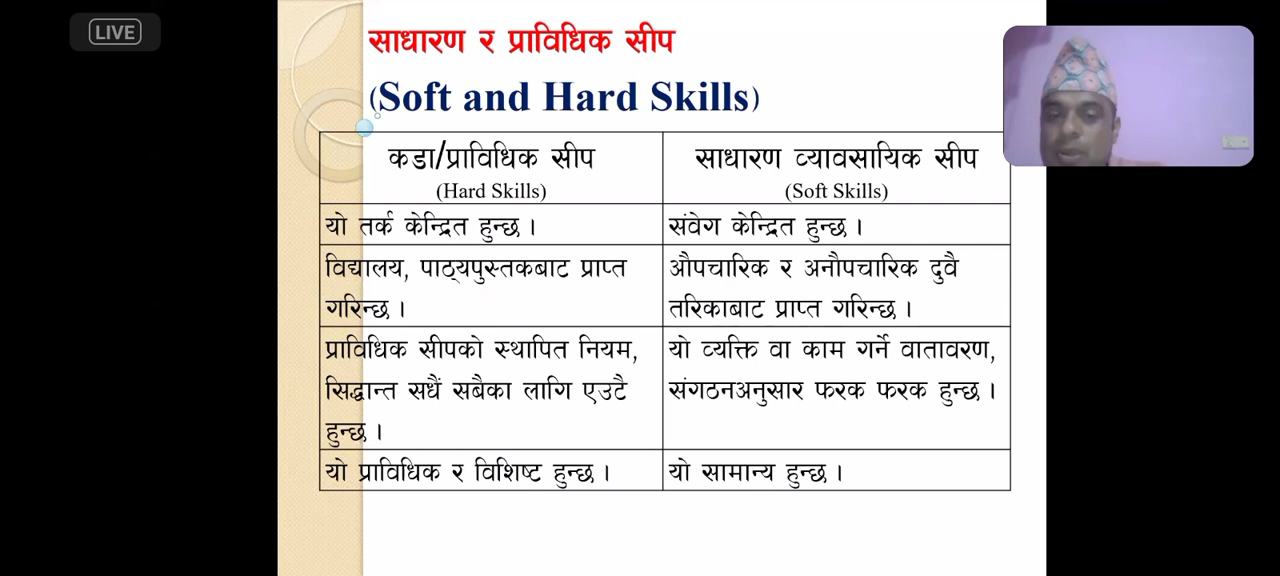 LIVE
साधारण र प्राविधिक सीप
(Soft and Hard Skills)
कडा/प्राविधिक सीप
(Hard Skills)
साधारण व्यावसायिक सीप
(Soft Skills)
यो तर्क केन्द्रित हुन्छ ।
संवेग केन्द्रित हुन्छ ।
विद्यालय, पाठ्यपुस्तकबाट प्राप्त
गरिन्छ ।
औपचारिक र अनौपचारिक दुवै
तरिकाबाट प्राप्त गरिन्छ ।
प्राविधिक सीपको स्थापित नियम,
सिद्धान्त सधैं सबैका लागि एउटै
हुन्छ ।
यो व्यक्ति वा काम गर्ने वातावरण,
संगठनअनुसार फरक फरक हुन्छ ।
यो प्राविधिक र विशिष्ट हुन्छ ।
यो सामान्य हुन्छ ।